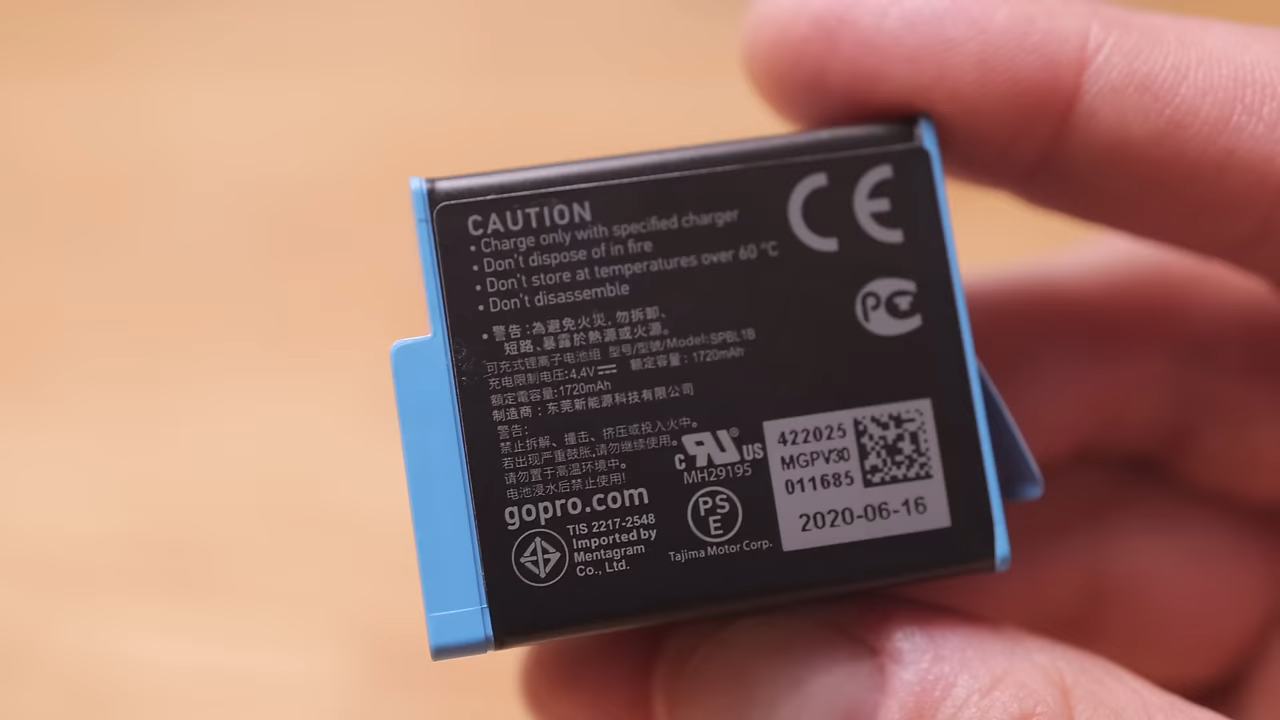 CAUTION
• Charge only with specified charger
• Don't dispose of in fire
• Don't store at temperatures over 60 °C
• Don't disassemble
• 警告:為避免火災, 勿拆卸、
短路、暴露於熱源或火源。
可充式锂离子电池组 型号/型號/Model:SPBL1B
充电限制电压:4.4V⎓ 额定容量: 1720mAh
額定電容量:1720mAh
制造商: 东莞新能源科技有限公司
警告:
禁止拆解、撞击、挤压或投入火中。
若出现严重鼓胀,请勿继续使用。
请勿置于高温环境中。
电池浸水后禁止使用!
gopro.com
TIS 2217-2548
Imported by
Mentagram
Co., Ltd.
c RU® US
MH29195
PS
E
Tajima Motor Corp.
CE
PC
422025
MGPV30
011685
2020-06-16